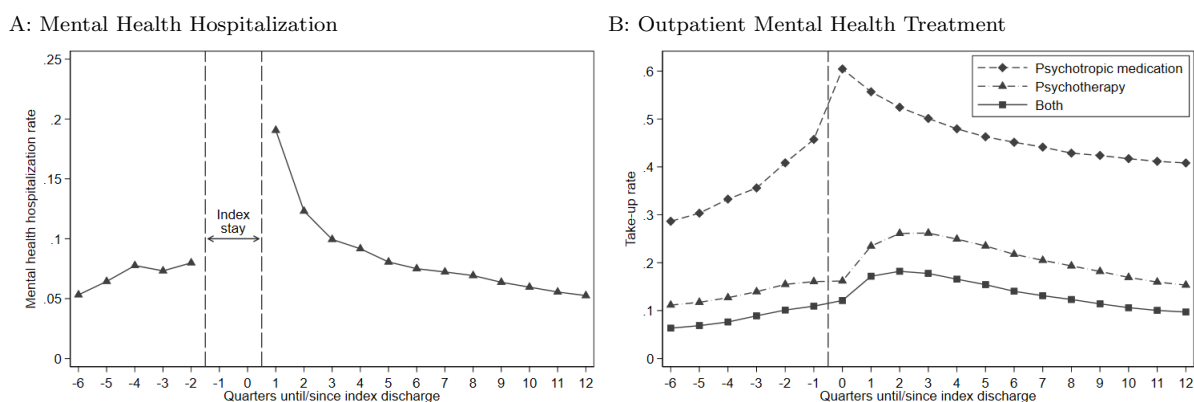 A: Mental Health Hospitalization
.25
.2
.15
.1
.05
0
Mental health hospitalization rate
Index
stay
-6 -5 -4 -3 -2 -1 0 1 2 3 4 5 6 7 8 9 10 11 12
Quarters until/since index discharge
B: Outpatient Mental Health Treatment
.6
.5
.4
.3
.2
.1
0
Take-up rate
Psychotropic medication
Psychotherapy
Both
-6 -5 -4 -3 -2 -1 0 1 2 3 4 5 6 7 8 9 10 11 12
Quarters until/since index discharge